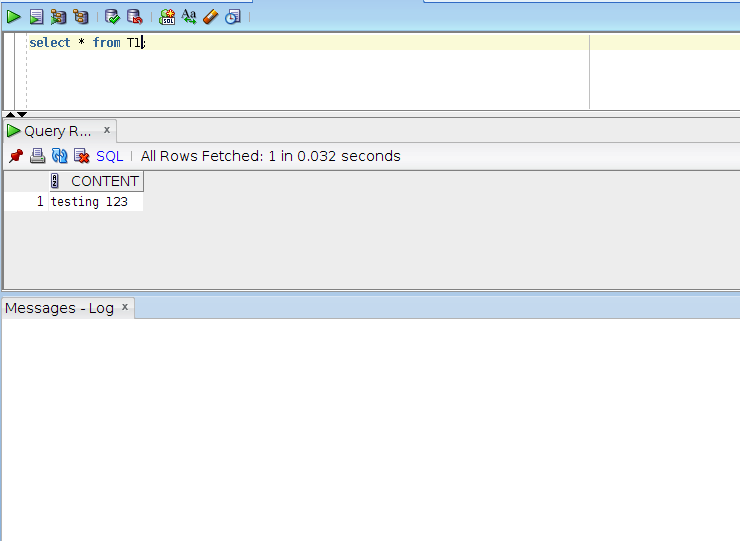 select * from T1;
Query R... x
SQL All Rows Fetched: 1 in 0.032 seconds
CONTENT
1 testing 123
Messages - Log x